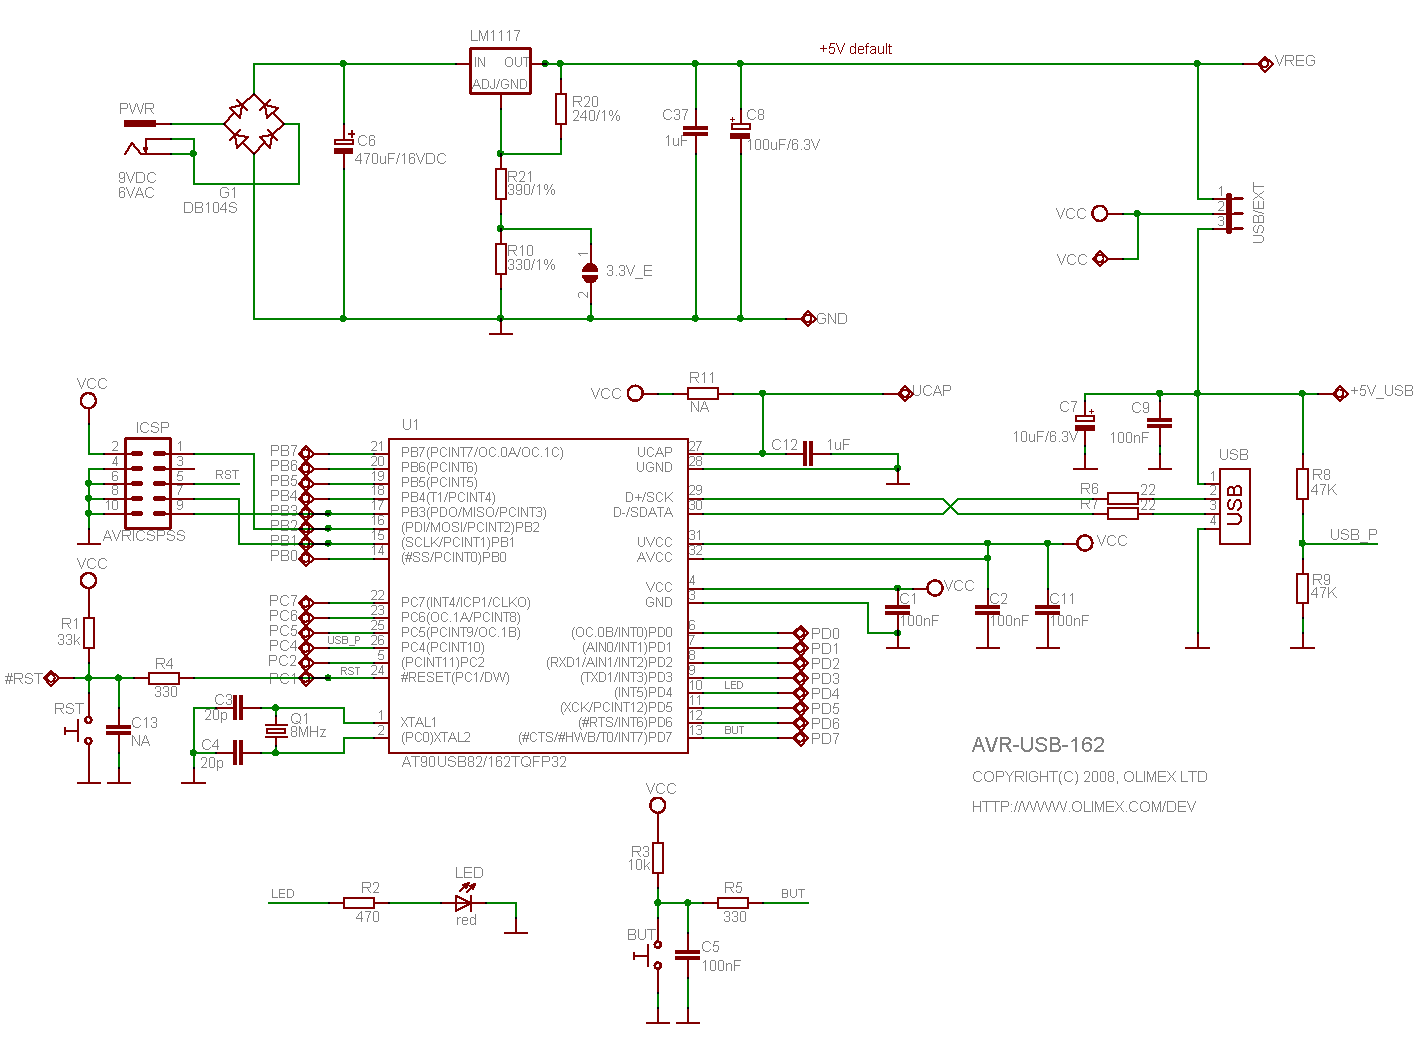 LM1117
IN OUT
ADJ/GND
+5V default
VREG
PWR
9VDC
6VAC
G1
DB104S
C6
470uF/16VDC
R20
240/1%
R21
390/1%
R10
330/1%
1
2
3.3V_E
C37
1uF
C8
100uF/6.3V
GND
VCC
VCC
1
2
3
USB/EXT
VCC
ICSP
2 1
4 3
6 5 RST
8 7
10 9
AVRICSPSS
VCC
R1
33k
#RST
R4
330
RST
C13
NA
C3
20p
C4
20p
Q1
8MHz
VCC
R11
NA
UCAP
C12
1uF
U1
PB7 21 PB7(PCINT7/OC.0A/OC.1C)
PB6 20 PB6(PCINT6)
PB5 19 PB5(PCINT5)
PB4 18 PB4(T1/PCINT4)
PB3 17 PB3(PDO/MISO/PCINT3)
PB2 16 (PDI/MOSI/PCINT2)PB2
PB1 15 (SCLK/PCINT1)PB1
PB0 14 (#SS/PCINT0)PB0
PC7 22 PC7(INT4/ICP1/CLKO)
PC6 23 PC6(OC.1A/PCINT8)
PC5 25 PC5(PCINT9/OC.1B)
PC4 USB_P 26 PC4(PCINT10)
PC2 5 (PCINT11)PC2
PC1 RST 24 #RESET(PC1/DW)
1 XTAL1
2 (PC0)XTAL2
UCAP 27
UGND 28
D+/SCK 29
D-/SDATA 30
UVCC 31
AVCC 32
VCC 4
GND 3
(OC.0B/INT0)PD0 6 PD0
(AIN0/INT1)PD1 7 PD1
(RXD1/AIN1/INT2)PD2 8 PD2
(TXD1/INT3)PD3 9 PD3
(INT5)PD4 10 LED PD4
(XCK/PCINT12)PD5 11 PD5
(#RTS/INT6)PD6 12 PD6
(#CTS/#HWB/T0/INT7)PD7 13 BUT PD7
AT90USB82/162TQFP32
VCC
VCC
C1
100nF
C2
100nF
C11
100nF
R6 22
R7 22
C7
10uF/6.3V
C9
100nF
+5V_USB
USB
1
2
3
4
USB
R8
47K
USB_P
R9
47K
AVR-USB-162
COPYRIGHT(C) 2008, OLIMEX LTD
HTTP://WWW.OLIMEX.COM/DEV
LED
R2
470
LED
red
VCC
R3
10k
R5
330
BUT
BUT
C5
100nF